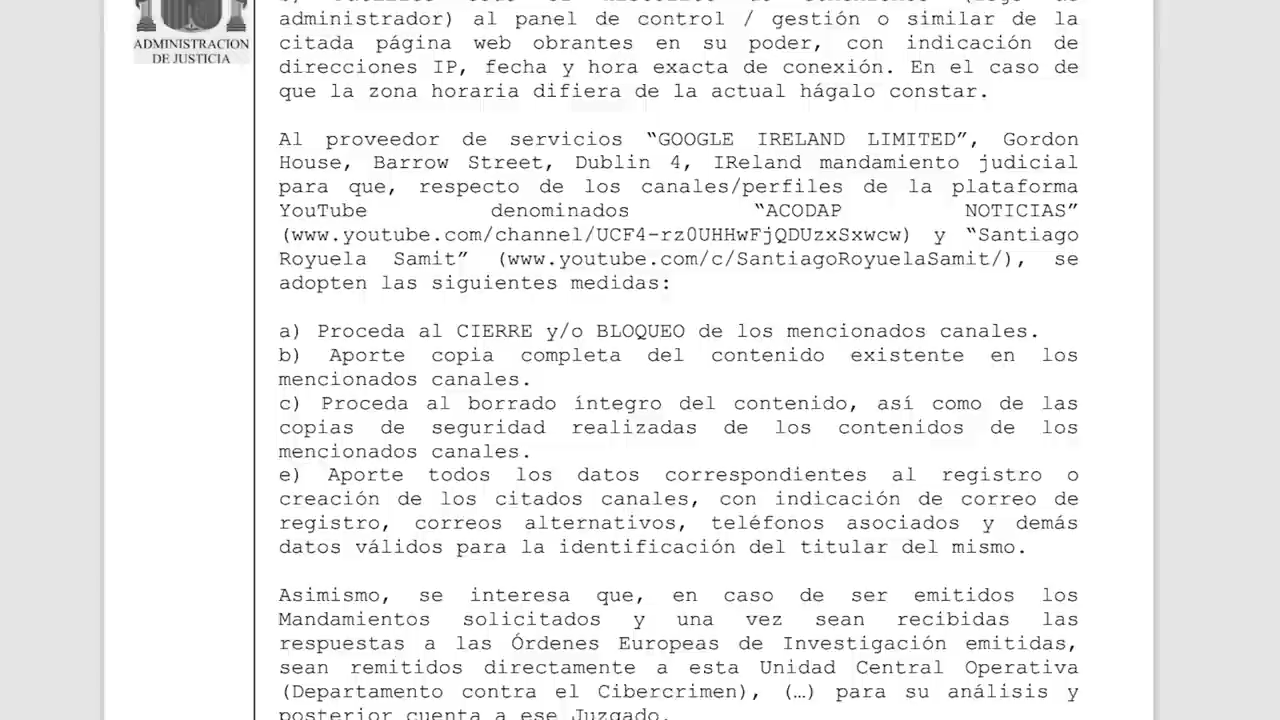 ADMINISTRACION
DE JUSTICIA
administrador) al panel de control / gestión o similar de la
citada página web obrantes en su poder, con indicación de
direcciones IP, fecha y hora exacta de conexión. En el caso de
que la zona horaria difiera de la actual hágalo constar.
Al proveedor de servicios “GOOGLE IRELAND LIMITED”, Gordon
House, Barrow Street, Dublin 4, IReland mandamiento judicial
para que, respecto de los canales/perfiles de la plataforma
YouTube denominados “ACODAP NOTICIAS”
(www.youtube.com/channel/UCF4-rz0UHHwFjQDUzxSxwcw) y “Santiago
Royuela Samit” (www.youtube.com/c/SantiagoRoyuelaSamit/), se
adopten las siguientes medidas:
a) Proceda al CIERRE y/o BLOQUEO de los mencionados canales.
b) Aporte copia completa del contenido existente en los
mencionados canales.
c) Proceda al borrado íntegro del contenido, así como de las
copias de seguridad realizadas de los contenidos de los
mencionados canales.
e) Aporte todos los datos correspondientes al registro o
creación de los citados canales, con indicación de correo de
registro, correos alternativos, teléfonos asociados y demás
datos válidos para la identificación del titular del mismo.
Asimismo, se interesa que, en caso de ser emitidos los
Mandamientos solicitados y una vez sean recibidas las
respuestas a las Órdenes Europeas de Investigación emitidas,
sean remitidos directamente a esta Unidad Central Operativa
(Departamento contra el Cibercrimen), (…) para su análisis y
posterior cuenta a ese Juzgado.